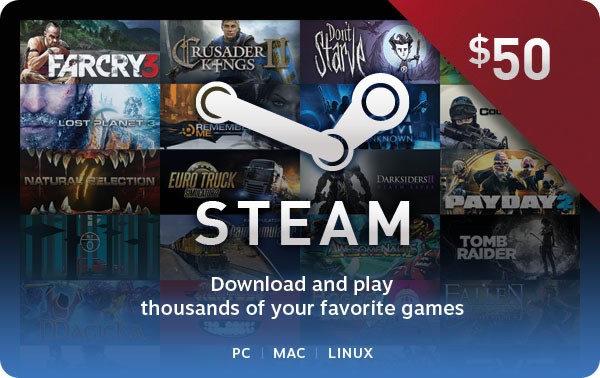 $50
FARCRY3
CRUSADER
KINGS II
Don't
Starve
LOST PLANET 3
REMEMBER
ME
NATURAL SELECTION
EURO TRUCK
SIMULATOR 2
DARKSIDERS II
PAYDAY 2
STEAM
TOMB
RAIDER
Download and play
thousands of your favorite games
PC | MAC | LINUX